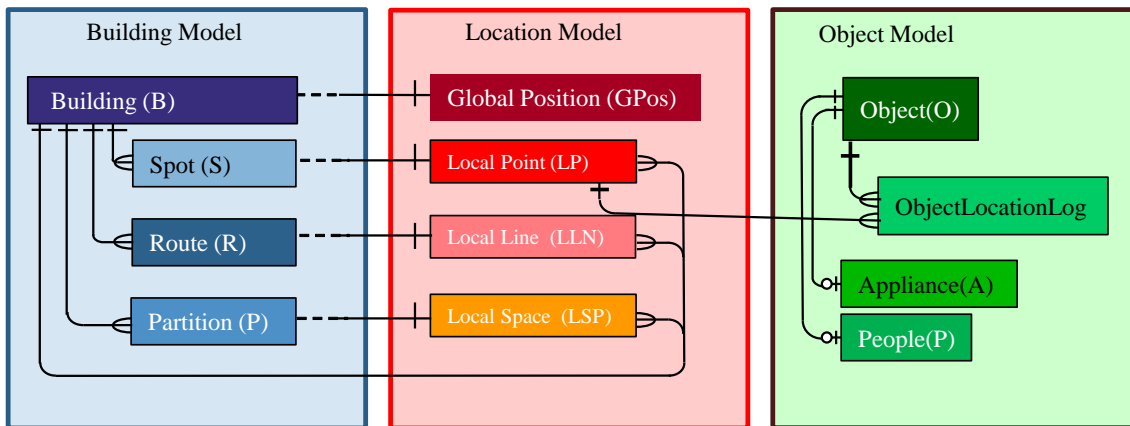 Building Model
Building (B)
Spot (S)
Route (R)
Partition (P)
Location Model
Global Position (GPos)
Local Point (LP)
Local Line (LLN)
Local Space (LSP)
Object Model
Object(O)
ObjectLocationLog
Appliance(A)
People(P)